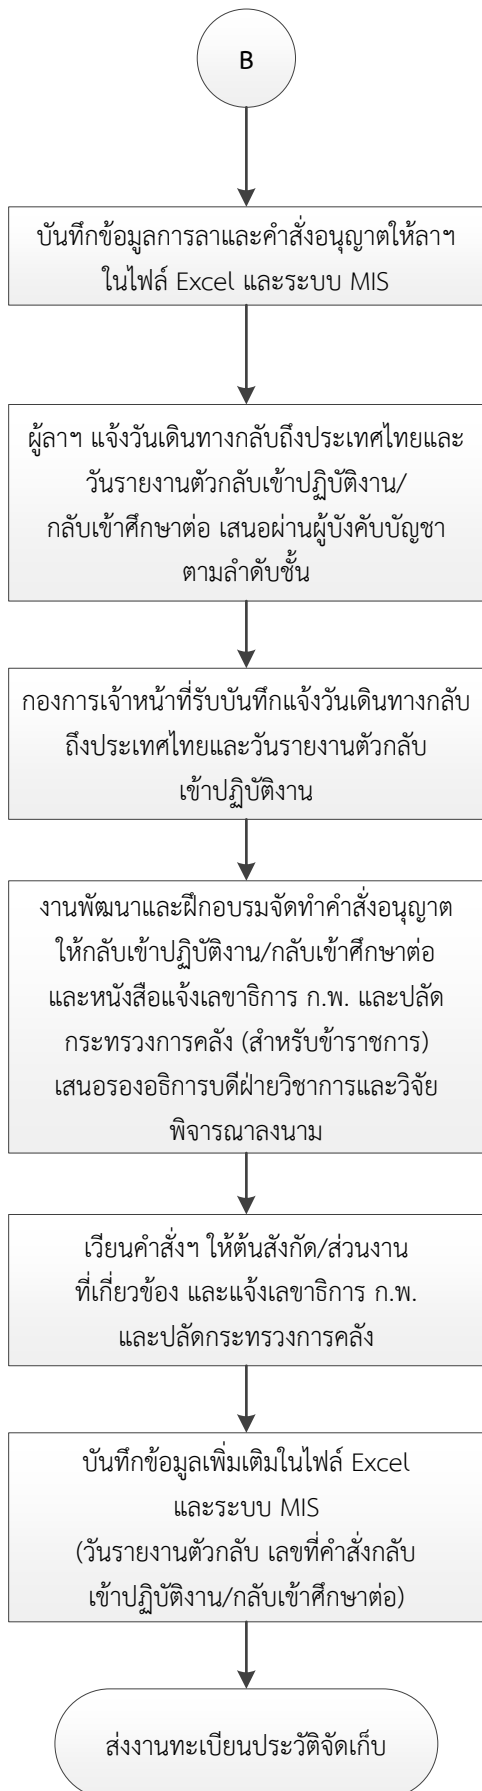 B
บันทึกข้อมูลการลาและคำสั่งอนุญาตให้ลาฯ
ในไฟล์ Excel และระบบ MIS
ผู้ลาฯ แจ้งวันเดินทางกลับถึงประเทศไทยและ
วันรายงานตัวกลับเข้าปฏิบัติงาน/
กลับเข้าศึกษาต่อ เสนอผ่านผู้บังคับบัญชา
ตามลำดับชั้น
กองการเจ้าหน้าที่รับบันทึกแจ้งวันเดินทางกลับ
ถึงประเทศไทยและวันรายงานตัวกลับ
เข้าปฏิบัติงาน
งานพัฒนาและฝึกอบรมจัดทำคำสั่งอนุญาต
ให้กลับเข้าปฏิบัติงาน/กลับเข้าศึกษาต่อ
และหนังสือแจ้งเลขาธิการ ก.พ. และปลัด
กระทรวงการคลัง (สำหรับข้าราชการ)
เสนอรองอธิการบดีฝ่ายวิชาการและวิจัย
พิจารณาลงนาม
เวียนคำสั่งฯ ให้ต้นสังกัด/ส่วนงาน
ที่เกี่ยวข้อง และแจ้งเลขาธิการ ก.พ.
และปลัดกระทรวงการคลัง
บันทึกข้อมูลเพิ่มเติมในไฟล์ Excel
และระบบ MIS
(วันรายงานตัวกลับ เลขที่คำสั่งกลับ
เข้าปฏิบัติงาน/กลับเข้าศึกษาต่อ)
ส่งงานทะเบียนประวัติจัดเก็บ